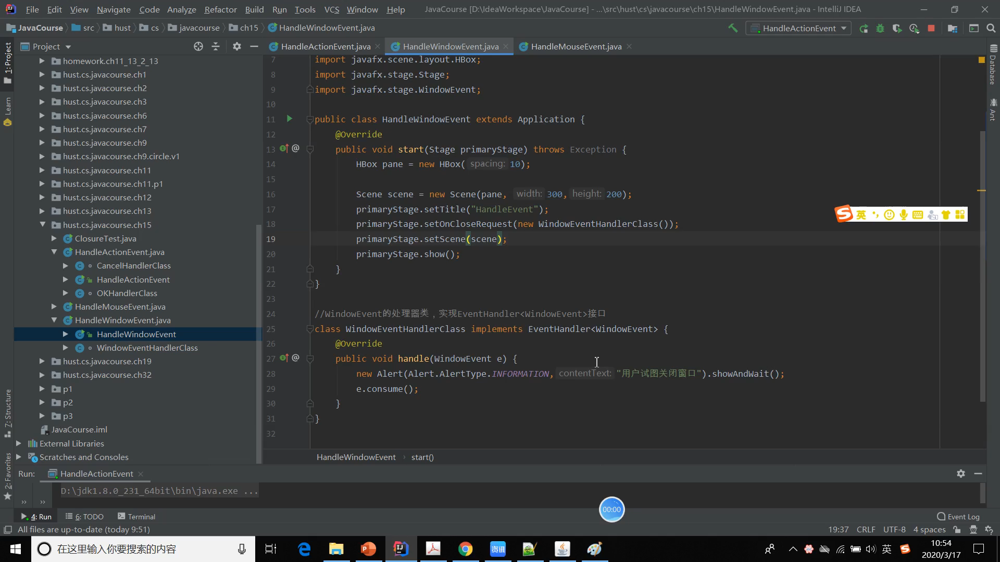 File Edit View Navigate Code Analyze Refactor Build Run Tools VCS Window Help JavaCourse [D:\IdeaWorkspace\JavaCourse] - ...\src\hust\cs\javacourse\ch15\HandleWindowEvent.java - IntelliJ IDEA
JavaCourse src hust cs javacourse ch15 HandleWindowEvent.java HandleActionEvent
Project HandleActionEvent.java HandleWindowEvent.java HandleMouseEvent.java
1: Project
Learn
7: Structure
2: Favorites
homework.ch11_13_2_13
hust.cs.javacourse.ch1
hust.cs.javacourse.ch2
hust.cs.javacourse.ch3
hust.cs.javacourse.ch6
hust.cs.javacourse.ch7
hust.cs.javacourse.ch9
hust.cs.javacourse.ch9.circle.v1
hust.cs.javacourse.ch11
hust.cs.javacourse.ch11.p1
hust.cs.javacourse.ch12
hust.cs.javacourse.ch13
hust.cs.javacourse.ch15
ClosureTest.java
HandleActionEvent.java
CancelHandlerClass
HandleActionEvent
OKHandlerClass
HandleMouseEvent.java
HandleWindowEvent.java
HandleWindowEvent
WindowEventHandlerClass
hust.cs.javacourse.ch19
hust.cs.javacourse.ch32
p1
p2
p3
JavaCourse.iml
External Libraries
Scratches and Consoles
7 import javafx.scene.layout.HBox;
8 import javafx.stage.Stage;
9 import javafx.stage.WindowEvent;
10
11 public class HandleWindowEvent extends Application {
12 @Override
13 @ public void start(Stage primaryStage) throws Exception {
14 HBox pane = new HBox( spacing: 10);
15
16 Scene scene = new Scene(pane, width: 300, height: 200);
17 primaryStage.setTitle("HandleEvent");
18 primaryStage.setOnCloseRequest(new WindowEventHandlerClass());
19 primaryStage.setScene(scene);
20 primaryStage.show();
21 }
22 }
23
24 //WindowEvent的处理器类，实现EventHandler<WindowEvent>接口
25 class WindowEventHandlerClass implements EventHandler<WindowEvent> {
26 @Override
27 @ public void handle(WindowEvent e) {
28 new Alert(Alert.AlertType.INFORMATION, contentText: "用户试图关闭窗口").showAndWait();
29 e.consume();
30 }
31 }
32
HandleWindowEvent › start()
Database
Ant
英
Run: HandleActionEvent
D:\jdk1.8.0_231_64bit\bin\java.exe ...
00:00
4: Run 6: TODO Terminal Event Log
All files are up-to-date (today 9:51) 19:37 CRLF UTF-8 4 spaces
在这里输入你要搜索的内容 资讯 英 10:54
2020/3/17